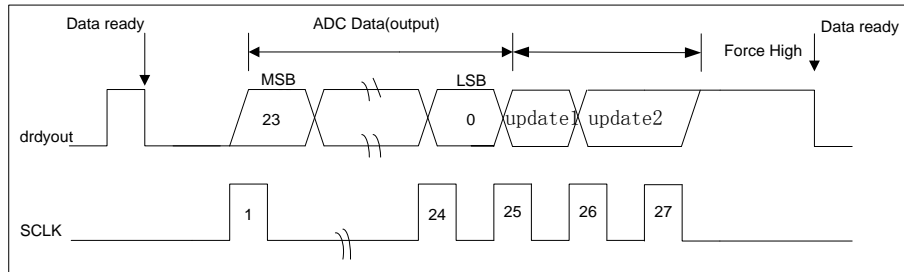 Data ready
ADC Data(output)
Force High
Data ready
MSB
LSB
drdyout
23
0
update1
update2
SCLK
1
24
25
26
27